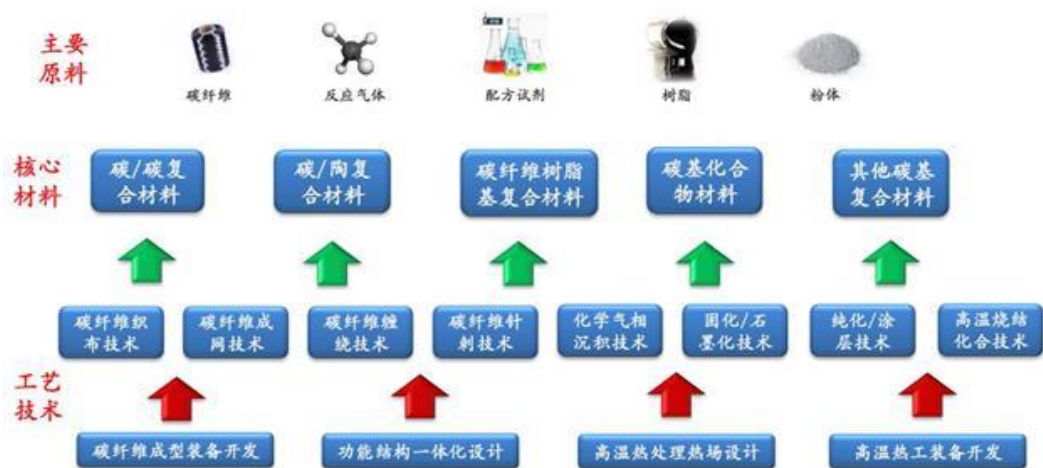 主要
原料
碳纤维
反应气体
配方试剂
树脂
粉体
核心
材料
碳/碳复
合材料
碳/陶复
合材料
碳纤维树脂
基复合材料
碳基化合
物材料
其他碳基
复合材料
碳纤维织
布技术
碳纤维成
网技术
碳纤维缠
绕技术
碳纤维针
刺技术
化学气相
沉积技术
固化/石
墨化技术
纯化/涂
层技术
高温烧结
化合技术
工艺
技术
碳纤维成型装备开发
功能结构一体化设计
高温热处理热场设计
高温热工装备开发